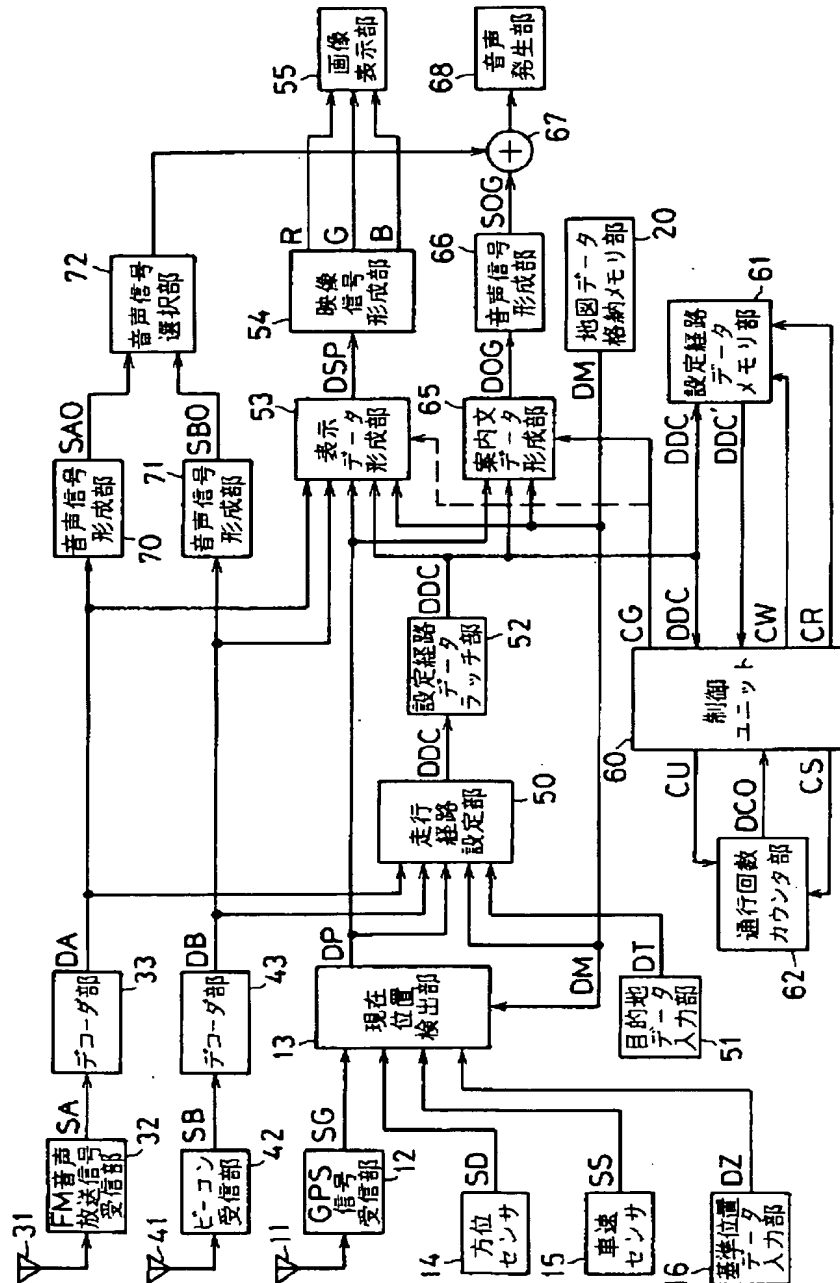 31
FM音声
放送信号
受信部
32
SA
デコーダ部
33
DA
音声信号
形成部
70
SAO
音声信号
選択部
72
41
ビーコン
受信部
42
SB
デコーダ部
43
DB
音声信号
形成部
71
SBO
11
GPS
信号
受信部
12
SG
現在
位置
検出部
13
DP
表示
データ
形成部
53
DSP
映像
信号
形成部
54
R
G
B
画像
表示部
55
14
方位
センサ
SD
15
車速
センサ
SS
16
基準位置
データ
入力部
DZ
DM
目的地
データ
入力部
51
DT
走行
経路
設定部
50
DDC
設定経路
データ
ラッチ部
52
DDC
案内文
データ
形成部
65
DOG
音声信号
形成部
66
SOG
67
音声
発生部
68
DM
地図データ
格納メモリ部
20
通行回数
カウンタ部
62
CU
DCO
CS
制御
ユニット
60
CG
DDC
CW
CR
DDC
DDC'
設定経路
データ
メモリ部
61